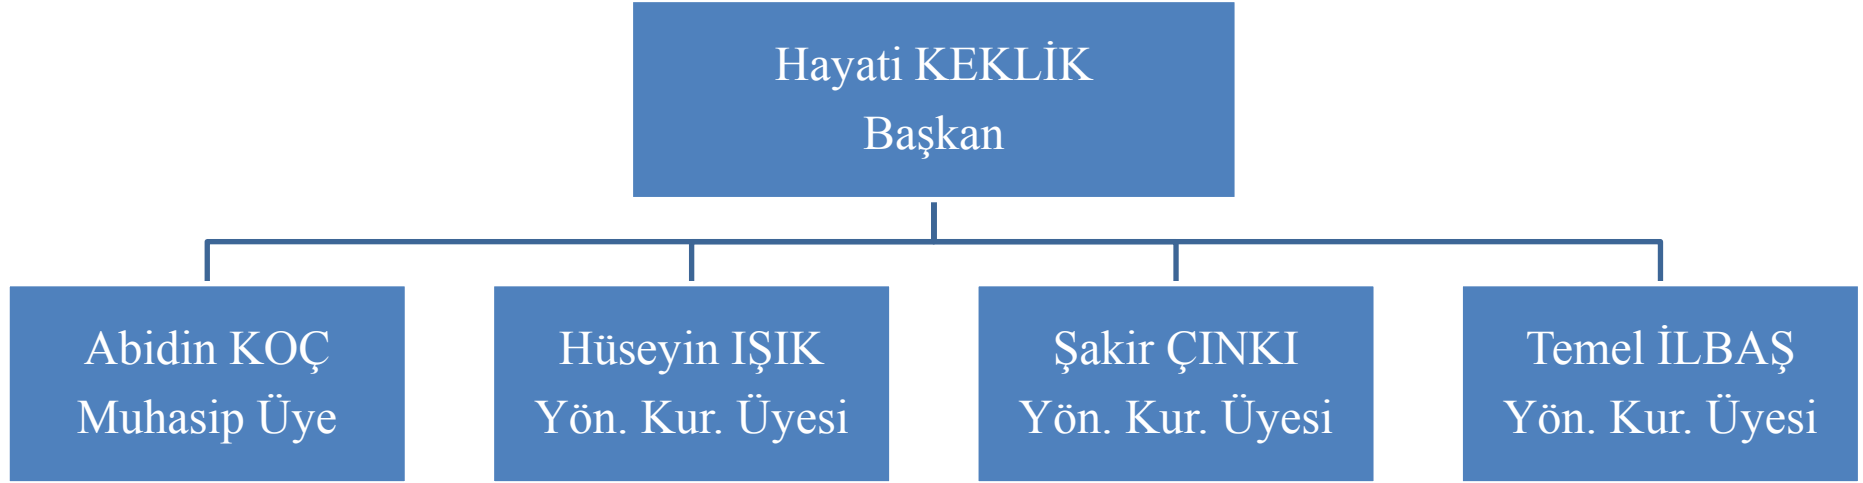 Hayati KEKLİK
Başkan
Abidin KOÇ
Muhasip Üye
Hüseyin IŞIK
Yön. Kur. Üyesi
Şakir ÇINKI
Yön. Kur. Üyesi
Temel İLBAŞ
Yön. Kur. Üyesi